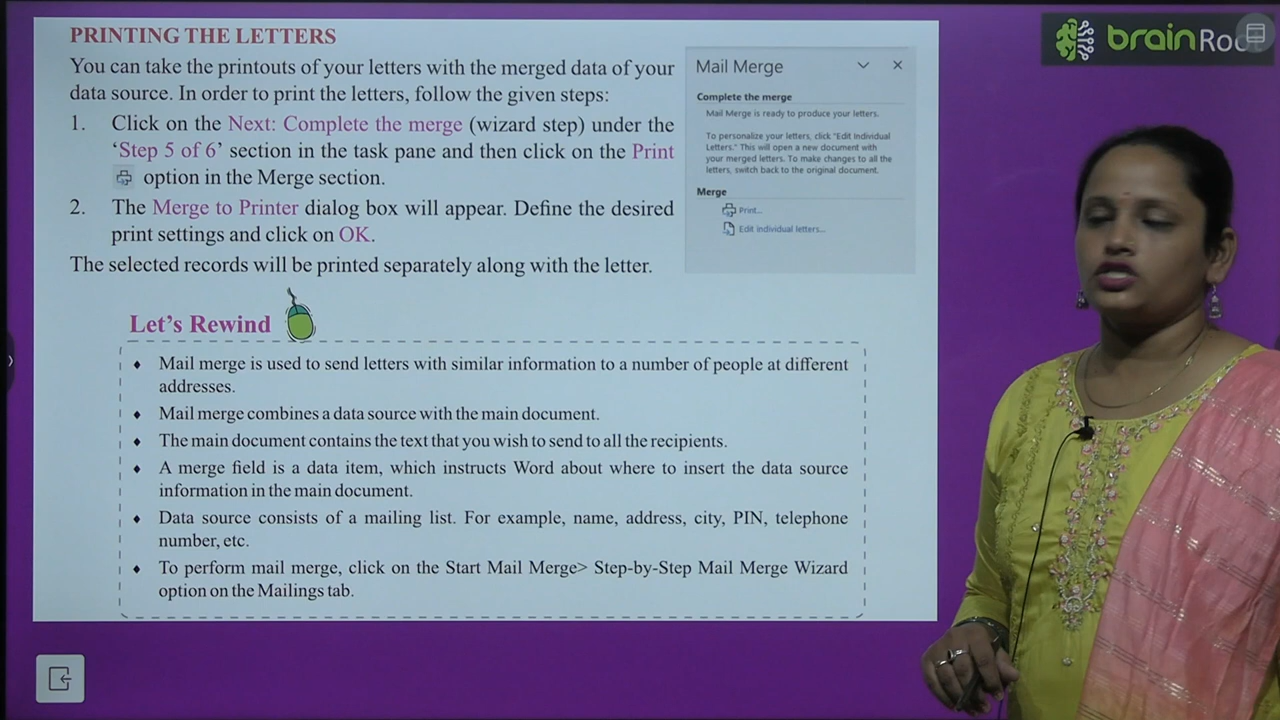 PRINTING THE LETTERS
You can take the printouts of your letters with the merged data of your
data source. In order to print the letters, follow the given steps:
1. Click on the Next: Complete the merge (wizard step) under the
‘Step 5 of 6’ section in the task pane and then click on the Print
option in the Merge section.
2. The Merge to Printer dialog box will appear. Define the desired
print settings and click on OK.
The selected records will be printed separately along with the letter.
Mail Merge
Complete the merge
Mail Merge is ready to produce your letters.
To personalize your letters, click "Edit Individual
Letters." This will open a new document with
your merged letters. To make changes to all the
letters, switch back to the original document.
Merge
Print...
Edit individual letters...
Let's Rewind
♦ Mail merge is used to send letters with similar information to a number of people at different
addresses.
♦ Mail merge combines a data source with the main document.
♦ The main document contains the text that you wish to send to all the recipients.
♦ A merge field is a data item, which instructs Word about where to insert the data source
information in the main document.
♦ Data source consists of a mailing list. For example, name, address, city, PIN, telephone
number, etc.
♦ To perform mail merge, click on the Start Mail Merge> Step-by-Step Mail Merge Wizard
option on the Mailings tab.
brain